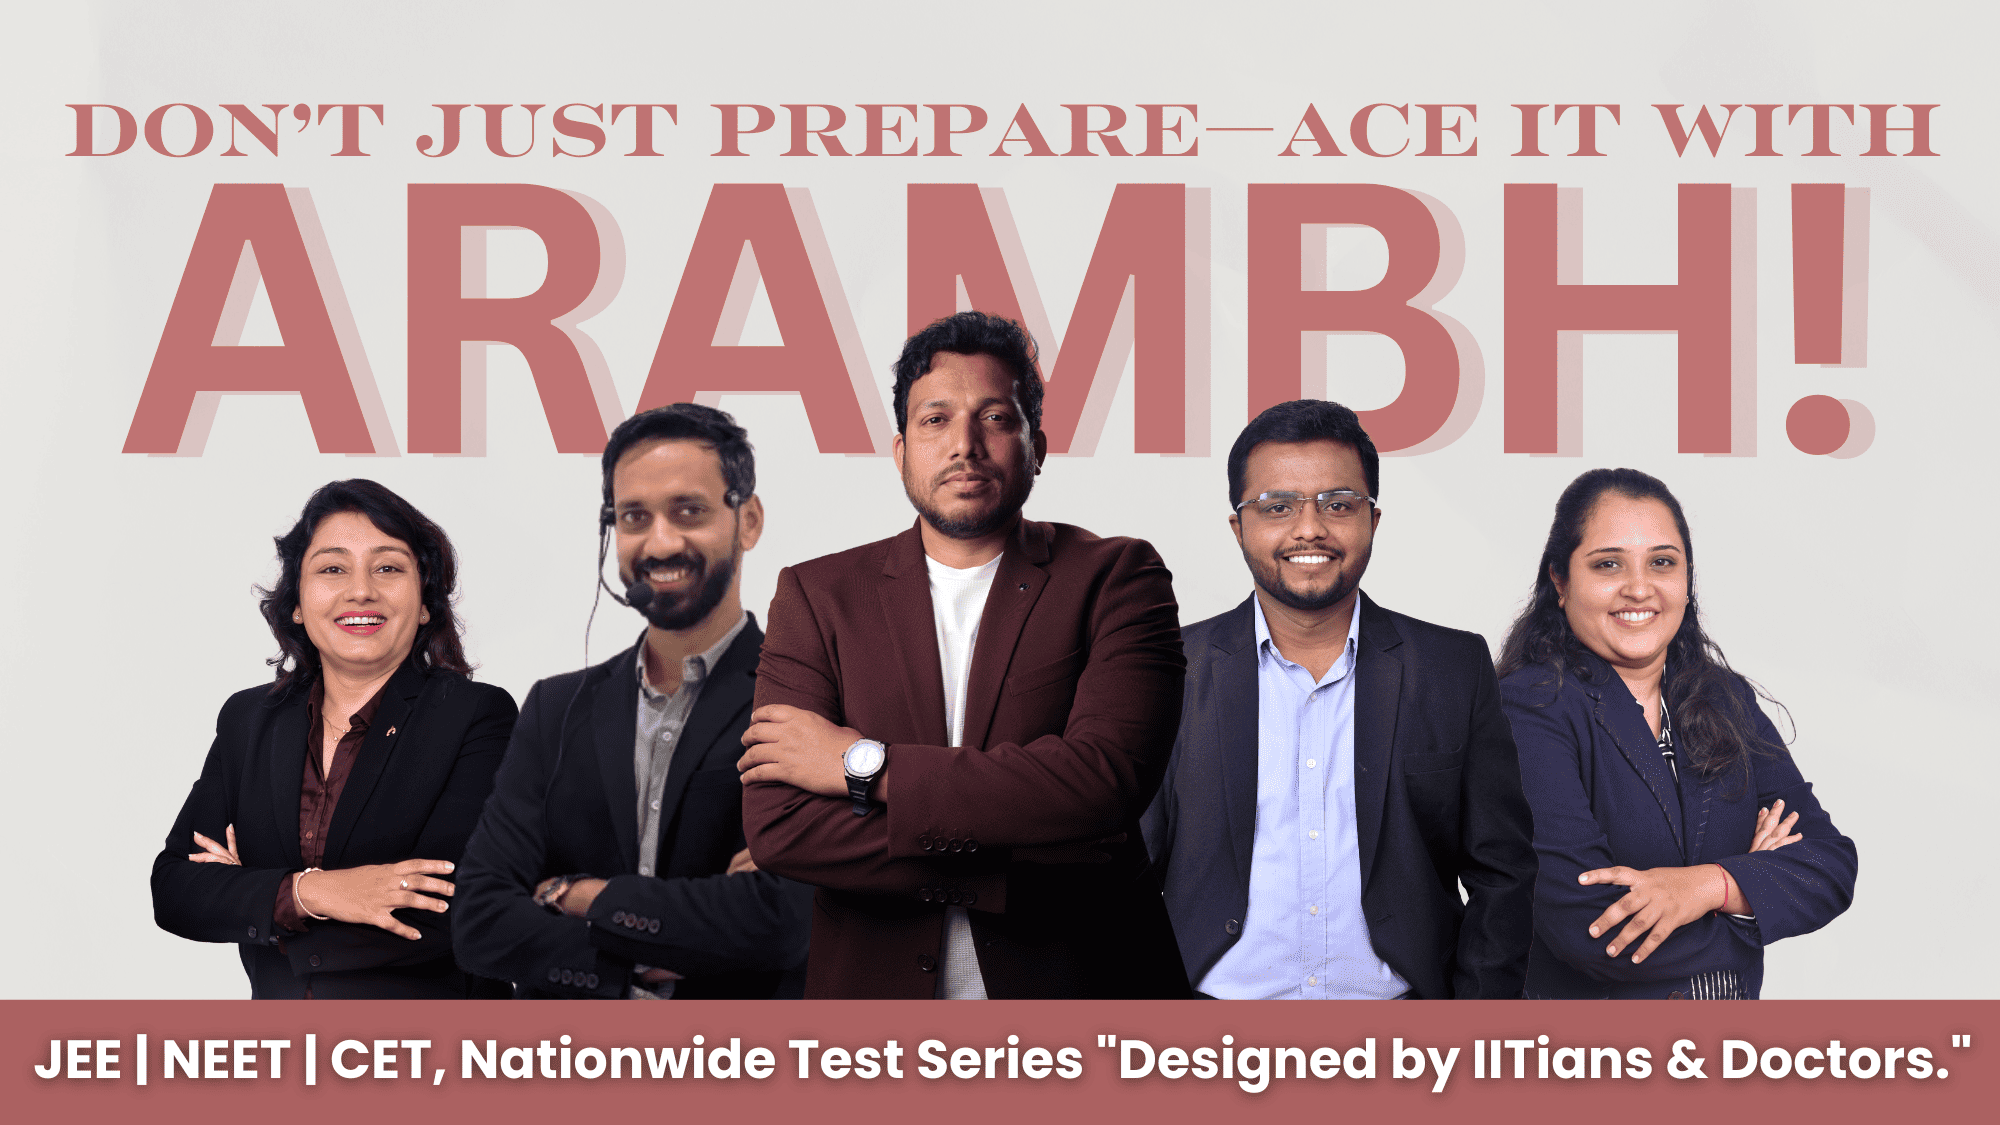 DON'T JUST PREPARE—ACE IT WITH
ARAMBH!
JEE | NEET | CET, Nationwide Test Series "Designed by IITians & Doctors."